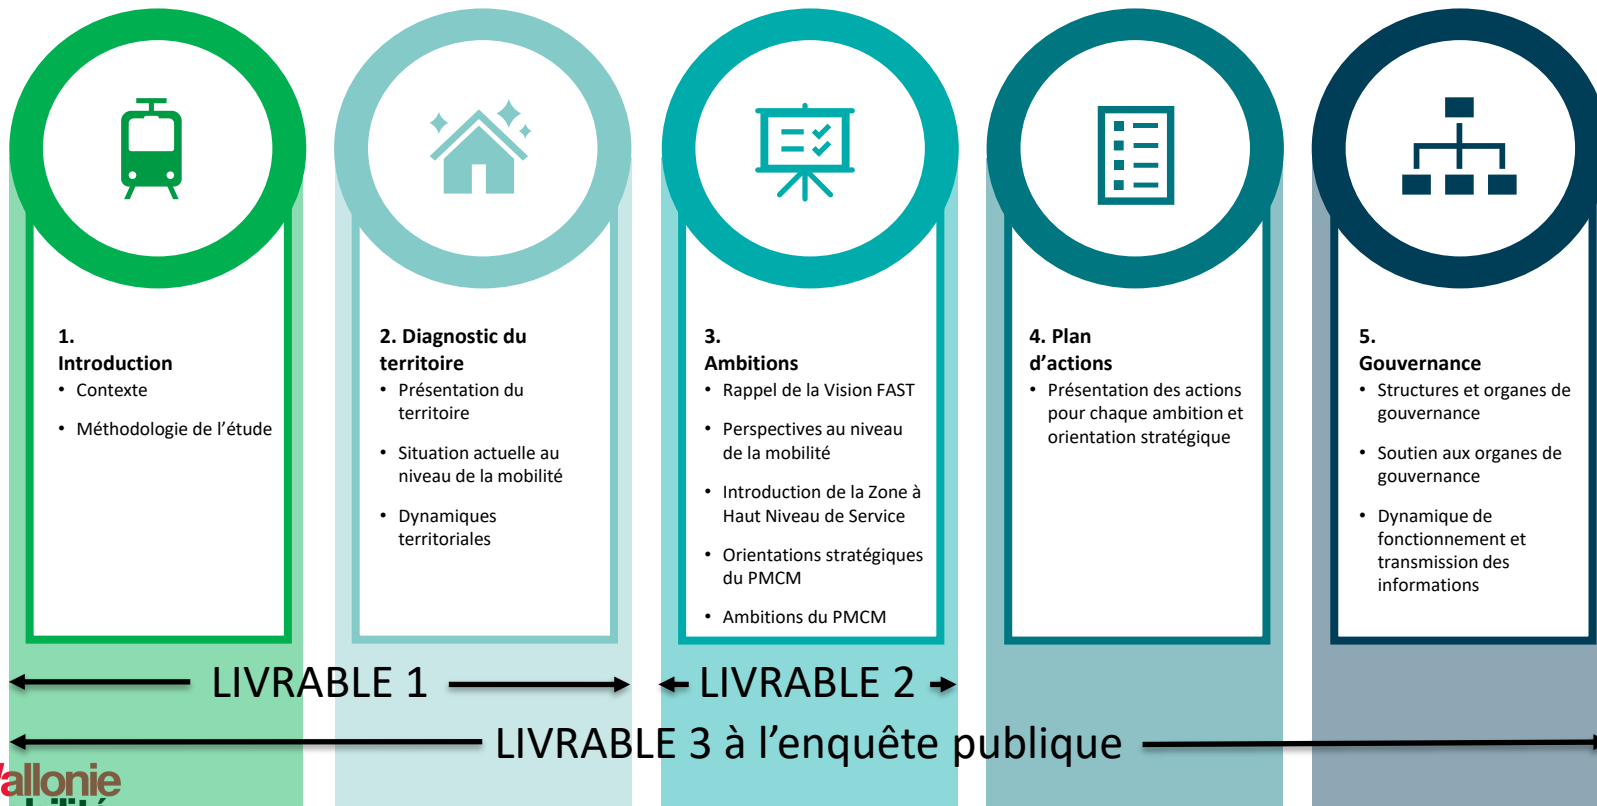 1.
Introduction
• Contexte
• Méthodologie de l’étude
2. Diagnostic du
territoire
• Présentation du
territoire
• Situation actuelle au
niveau de la mobilité
• Dynamiques
territoriales
3.
Ambitions
• Rappel de la Vision FAST
• Perspectives au niveau
de la mobilité
• Introduction de la Zone à
Haut Niveau de Service
• Orientations stratégiques
du PMCM
• Ambitions du PMCM
4. Plan
d’actions
• Présentation des actions
pour chaque ambition et
orientation stratégique
5.
Gouvernance
• Structures et organes de
gouvernance
• Soutien aux organes de
gouvernance
• Dynamique de
fonctionnement et
transmission des
informations
LIVRABLE 1
LIVRABLE 2
LIVRABLE 3 à l’enquête publique
allonie